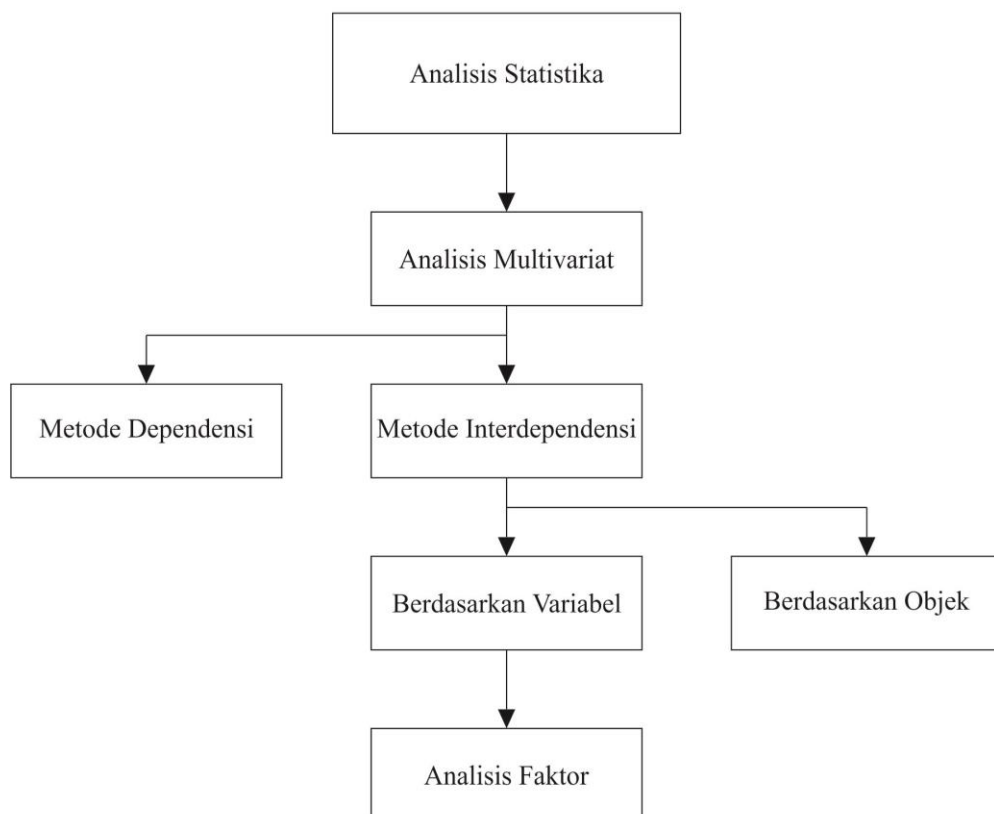 Analisis Statistika
Analisis Multivariat
Metode Dependensi
Metode Interdependensi
Berdasarkan Variabel
Berdasarkan Objek
Analisis Faktor